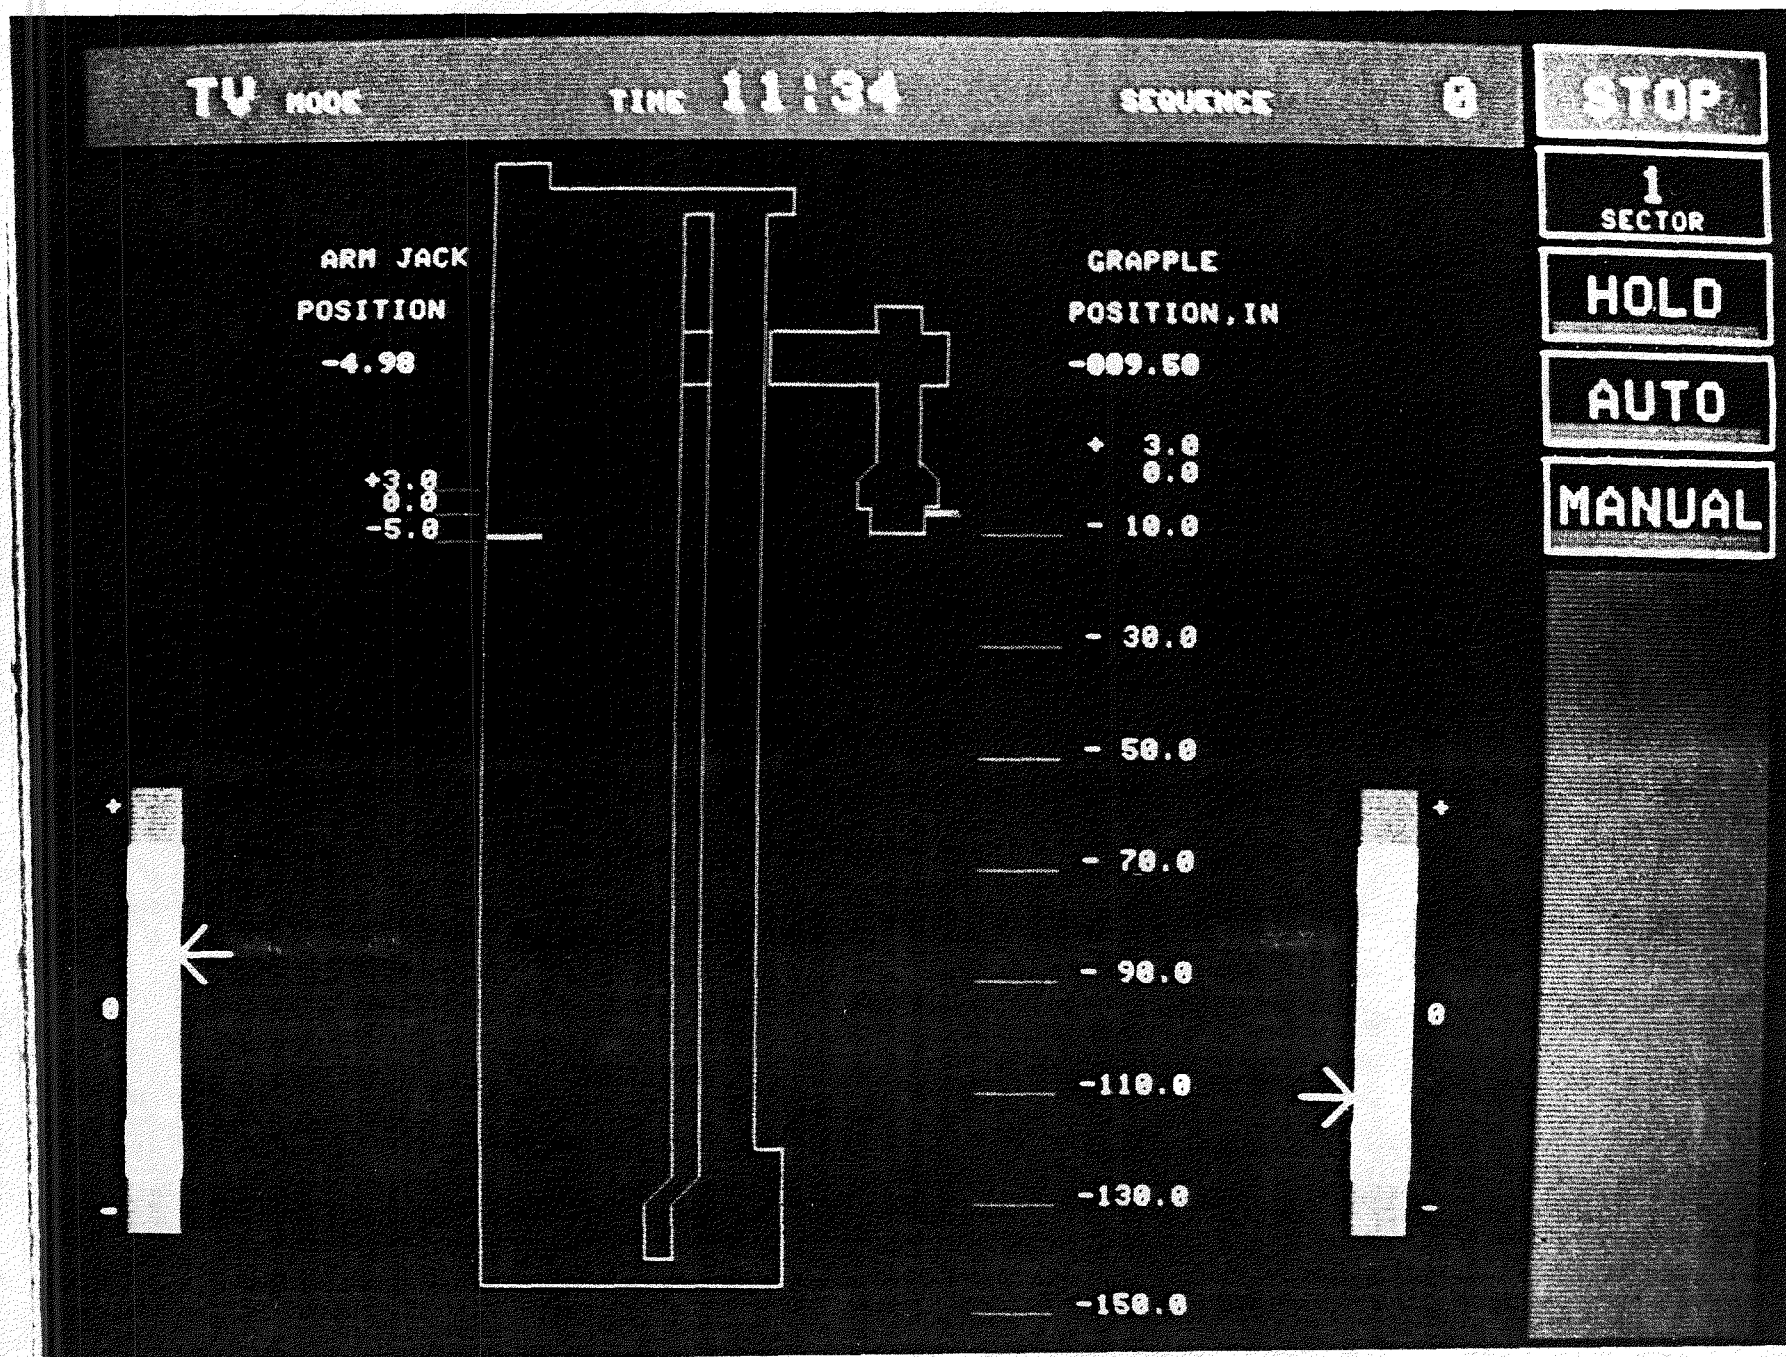 TV MODE TIME 11:34 SEQUENCE 0
STOP
1
SECTOR
HOLD
AUTO
MANUAL
ARM JACK
POSITION
-4.98
+3.0
0.0
-5.0
GRAPPLE
POSITION,IN
-009.50
+ 3.0
0.0
- 10.0
- 30.0
- 50.0
- 70.0
- 90.0
-110.0
-130.0
-150.0
+
0
-
+
0
-